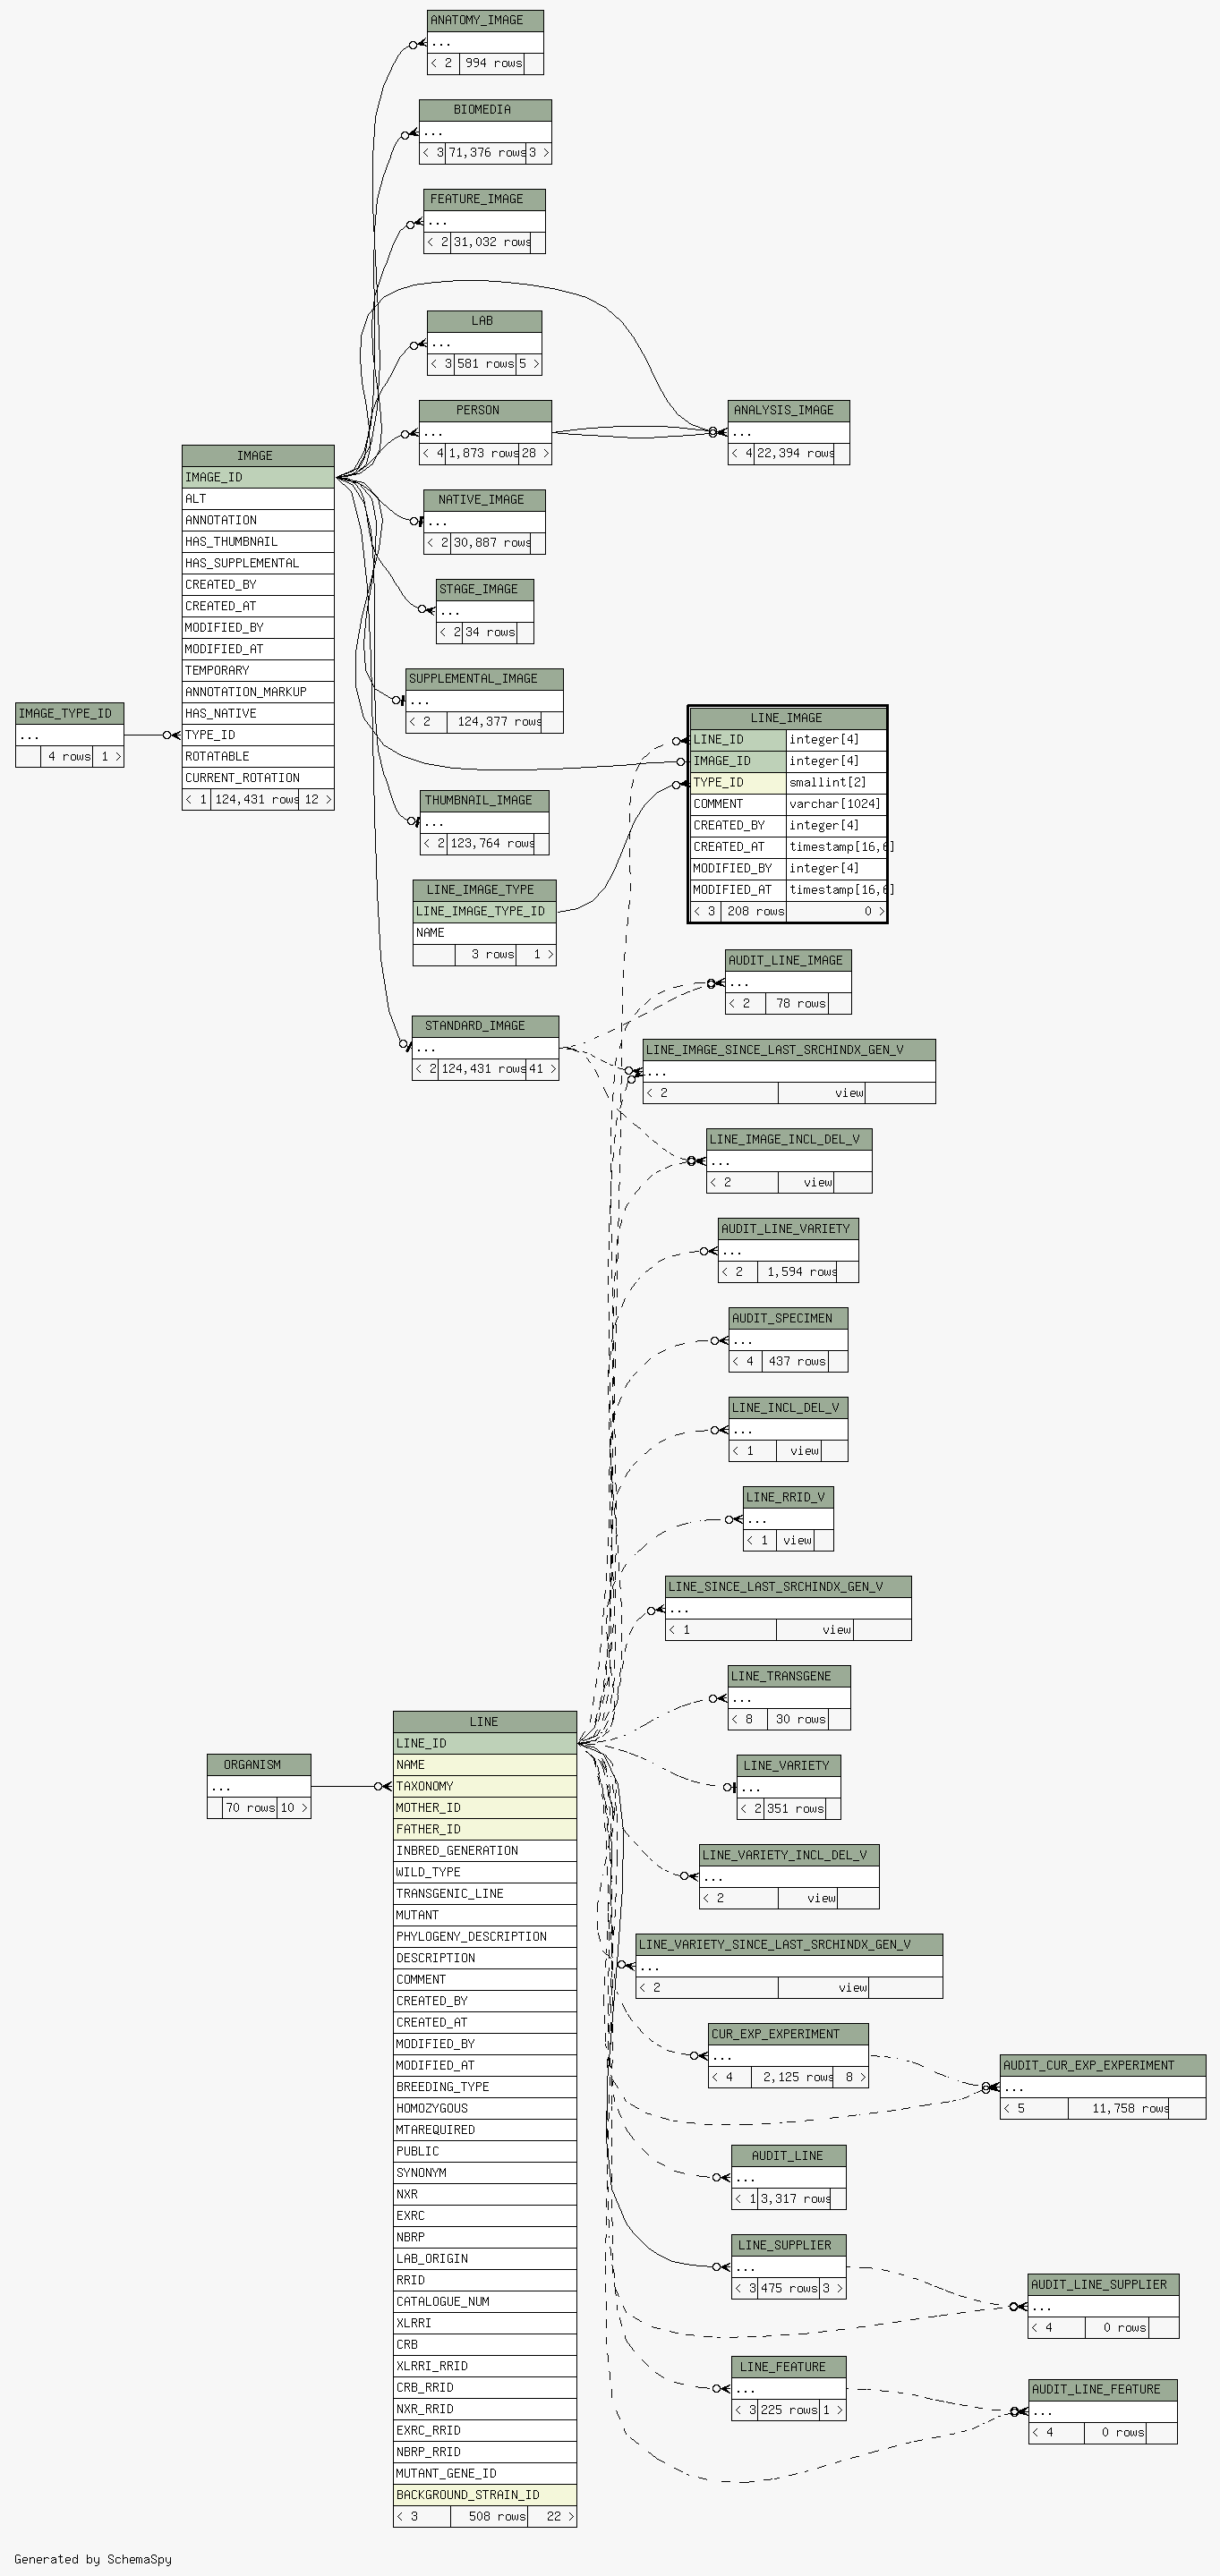 ANATOMY_IMAGE
...
< 2 994 rows
BIOMEDIA
...
< 3 71,376 rows 3 >
FEATURE_IMAGE
...
< 2 31,032 rows
LAB
...
< 3 581 rows 5 >
PERSON
...
< 4 1,873 rows 28 >
ANALYSIS_IMAGE
...
< 4 22,394 rows
IMAGE
IMAGE_ID
ALT
ANNOTATION
HAS_THUMBNAIL
HAS_SUPPLEMENTAL
CREATED_BY
CREATED_AT
MODIFIED_BY
MODIFIED_AT
TEMPORARY
ANNOTATION_MARKUP
HAS_NATIVE
TYPE_ID
ROTATABLE
CURRENT_ROTATION
< 1 124,431 rows 12 >
NATIVE_IMAGE
...
< 2 30,887 rows
STAGE_IMAGE
...
< 2 34 rows
SUPPLEMENTAL_IMAGE
...
< 2 124,377 rows
IMAGE_TYPE_ID
...
4 rows 1 >
LINE_IMAGE
LINE_ID integer[4]
IMAGE_ID integer[4]
TYPE_ID smallint[2]
COMMENT varchar[1024]
CREATED_BY integer[4]
CREATED_AT timestamp[16,6]
MODIFIED_BY integer[4]
MODIFIED_AT timestamp[16,6]
< 3 208 rows 0 >
THUMBNAIL_IMAGE
...
< 2 123,764 rows
LINE_IMAGE_TYPE
LINE_IMAGE_TYPE_ID
NAME
3 rows 1 >
AUDIT_LINE_IMAGE
...
< 2 78 rows
STANDARD_IMAGE
...
< 2 124,431 rows 41 >
LINE_IMAGE_SINCE_LAST_SRCHINDX_GEN_V
...
< 2 view
LINE_IMAGE_INCL_DEL_V
...
< 2 view
AUDIT_LINE_VARIETY
...
< 2 1,594 rows
AUDIT_SPECIMEN
...
< 4 437 rows
LINE_INCL_DEL_V
...
< 1 view
LINE_RRID_V
...
< 1 view
LINE_SINCE_LAST_SRCHINDX_GEN_V
...
< 1 view
LINE_TRANSGENE
...
< 8 30 rows
LINE_VARIETY
...
< 2 351 rows
ORGANISM
...
70 rows 10 >
LINE
LINE_ID
NAME
TAXONOMY
MOTHER_ID
FATHER_ID
INBRED_GENERATION
WILD_TYPE
TRANSGENIC_LINE
MUTANT
PHYLOGENY_DESCRIPTION
DESCRIPTION
COMMENT
CREATED_BY
CREATED_AT
MODIFIED_BY
MODIFIED_AT
BREEDING_TYPE
HOMOZYGOUS
MTAREQUIRED
PUBLIC
SYNONYM
NXR
EXRC
NBRP
LAB_ORIGIN
RRID
CATALOGUE_NUM
XLRRI
CRB
XLRRI_RRID
CRB_RRID
NXR_RRID
EXRC_RRID
NBRP_RRID
MUTANT_GENE_ID
BACKGROUND_STRAIN_ID
< 3 508 rows 22 >
LINE_VARIETY_INCL_DEL_V
...
< 2 view
LINE_VARIETY_SINCE_LAST_SRCHINDX_GEN_V
...
< 2 view
CUR_EXP_EXPERIMENT
...
< 4 2,125 rows 8 >
AUDIT_CUR_EXP_EXPERIMENT
...
< 5 11,758 rows
AUDIT_LINE
...
< 1 3,317 rows
LINE_SUPPLIER
...
< 3 475 rows 3 >
AUDIT_LINE_SUPPLIER
...
< 4 0 rows
LINE_FEATURE
...
< 3 225 rows 1 >
AUDIT_LINE_FEATURE
...
< 4 0 rows
Generated by SchemaSpy